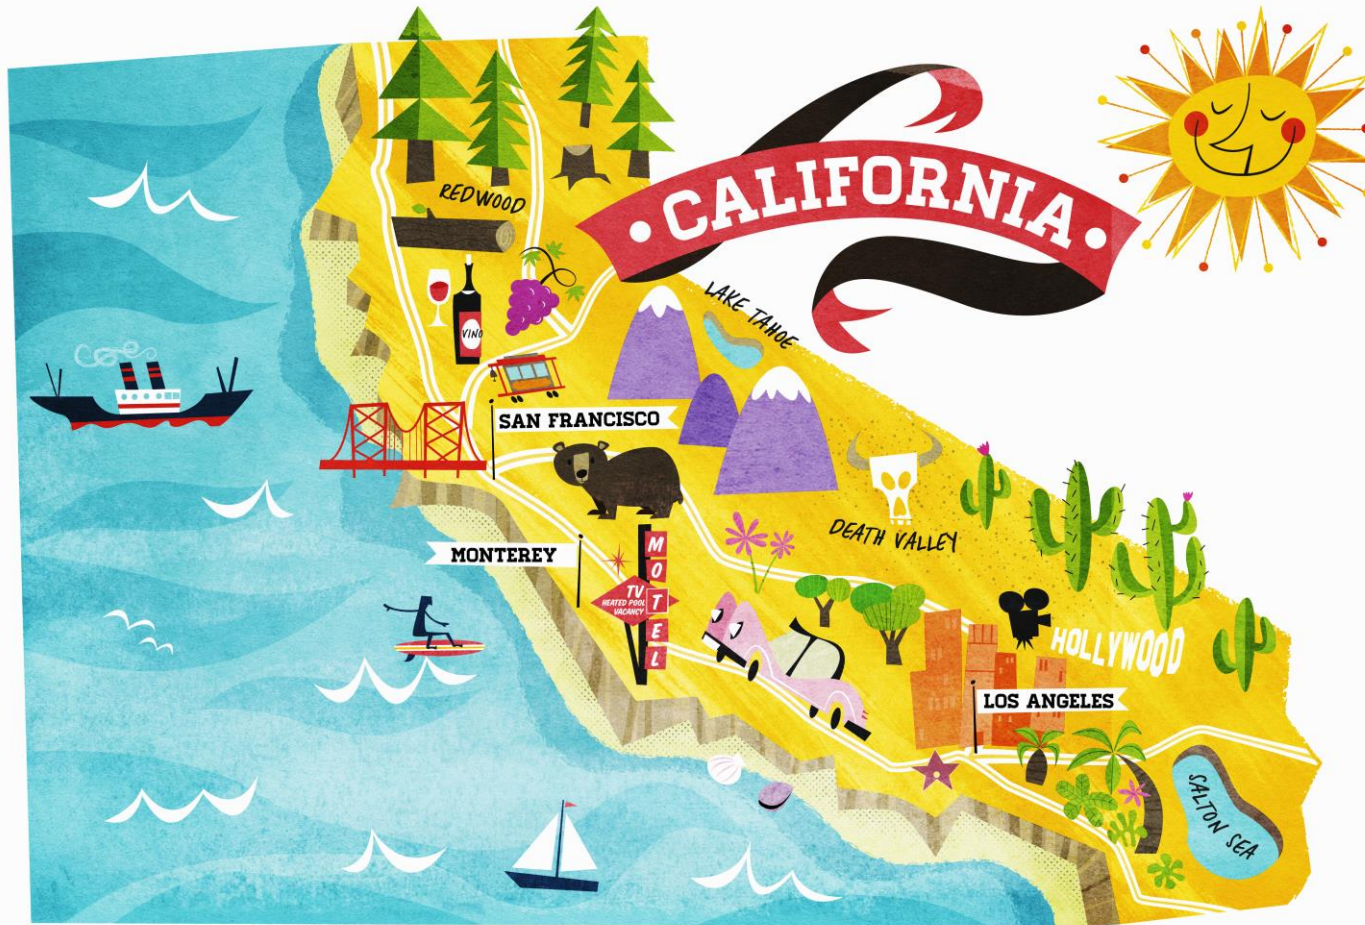 CALIFORNIA
REDWOOD
LAKE TAHOE
VINO
SAN FRANCISCO
DEATH VALLEY
MONTEREY
MOTEL
TV
HEATED POOL
VACANCY
HOLLYWOOD
LOS ANGELES
SALTON SEA